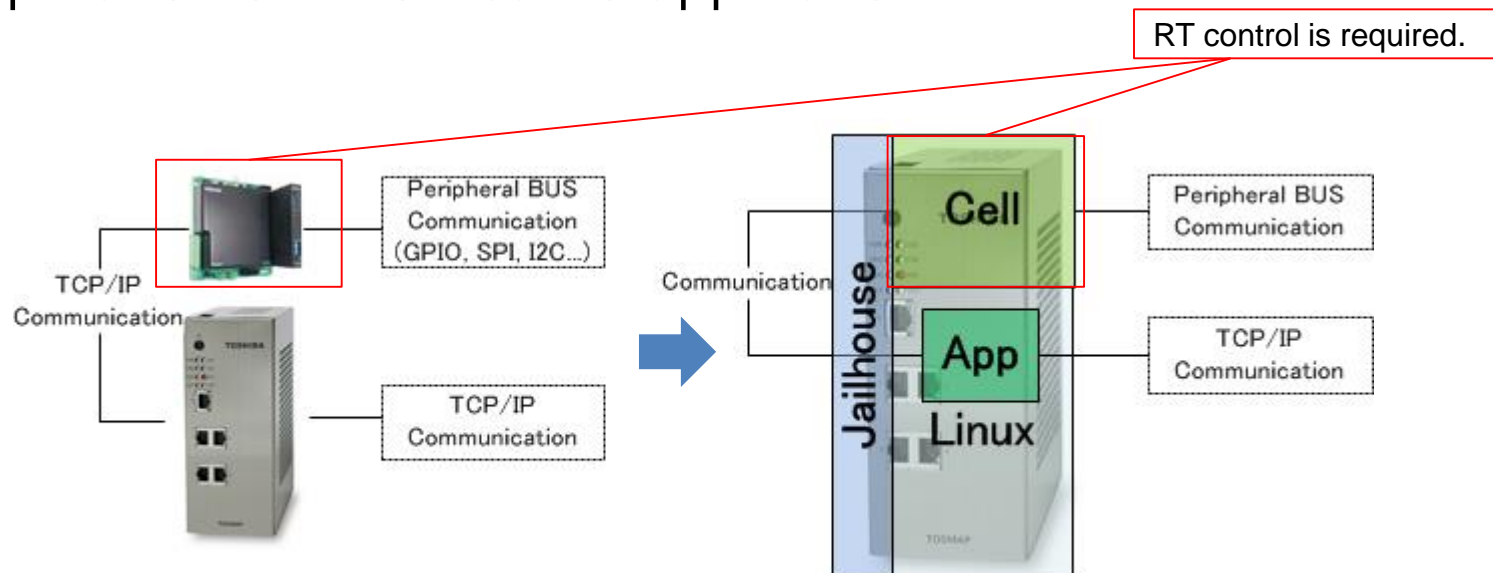 RT control is required.
Peripheral BUS
Communication
(GPIO, SPI, I2C...)
TCP/IP
Communication
TOSHIBA
TCP/IP
Communication
Jailhouse
Cell
Communication
App
Linux
Peripheral BUS
Communication
TCP/IP
Communication